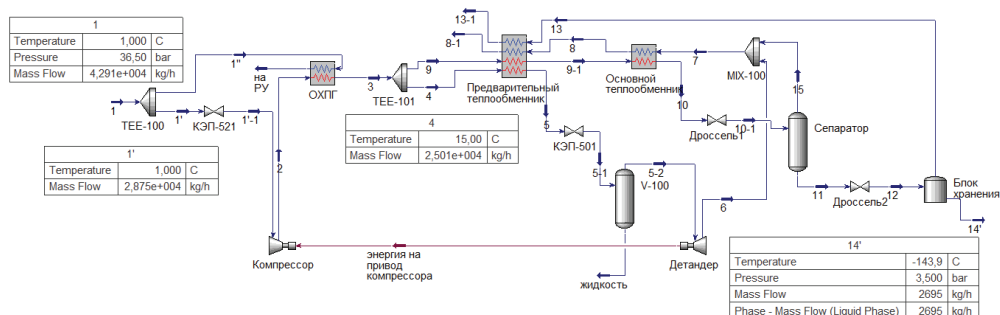 1
Temperature 1,000 C
Pressure 36,50 bar
Mass Flow 4,291e+004 kg/h
13-1
8-1
13
8
7
1''
на
РУ
ОХПГ
3
TEE-101
9
4
Предварительный
теплообменник
9-1
Основной
теплообменник
MIX-100
15
1
TEE-100
1'
КЭП-521
1'-1
10
Дроссель1
10-1
Сепаратор
4
Temperature 15,00 C
Mass Flow 2,501e+004 kg/h
5
КЭП-501
1'
Temperature 1,000 C
Mass Flow 2,875e+004 kg/h
2
5-1
5-2
V-100
6
11
Дроссель2
12
Блок
хранения
14'
Компрессор
энергия на
привод
компрессора
жидкость
Детандер
14'
Temperature -143,9 C
Pressure 3,500 bar
Mass Flow 2695 kg/h
Phase - Mass Flow (Liquid Phase) 2695 kg/h